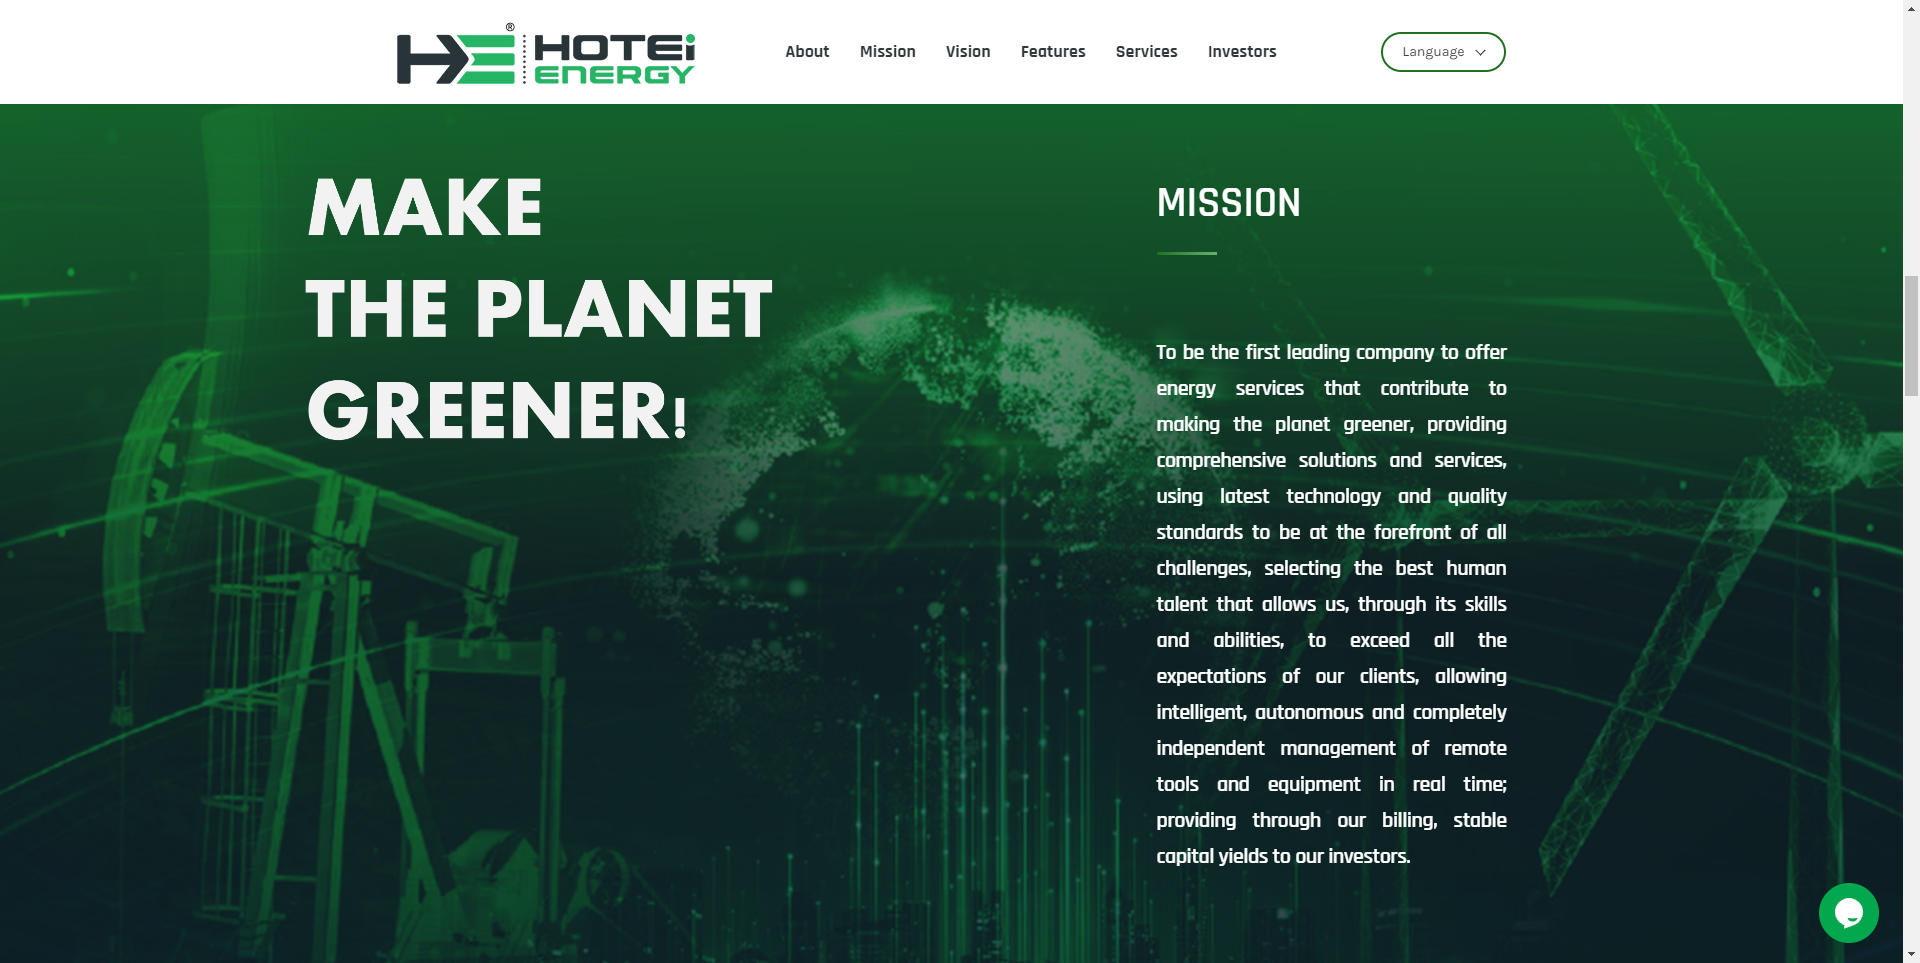 ®
HOTEi
ENERGY
About Mission Vision Features Services Investors
Language
MAKE
THE PLANET
GREENER!
MISSION
To be the first leading company to offer
energy services that contribute to
making the planet greener, providing
comprehensive solutions and services,
using latest technology and quality
standards to be at the forefront of all
challenges, selecting the best human
talent that allows us, through its skills
and abilities, to exceed all the
expectations of our clients, allowing
intelligent, autonomous and completely
independent management of remote
tools and equipment in real time;
providing through our billing, stable
capital yields to our investors.